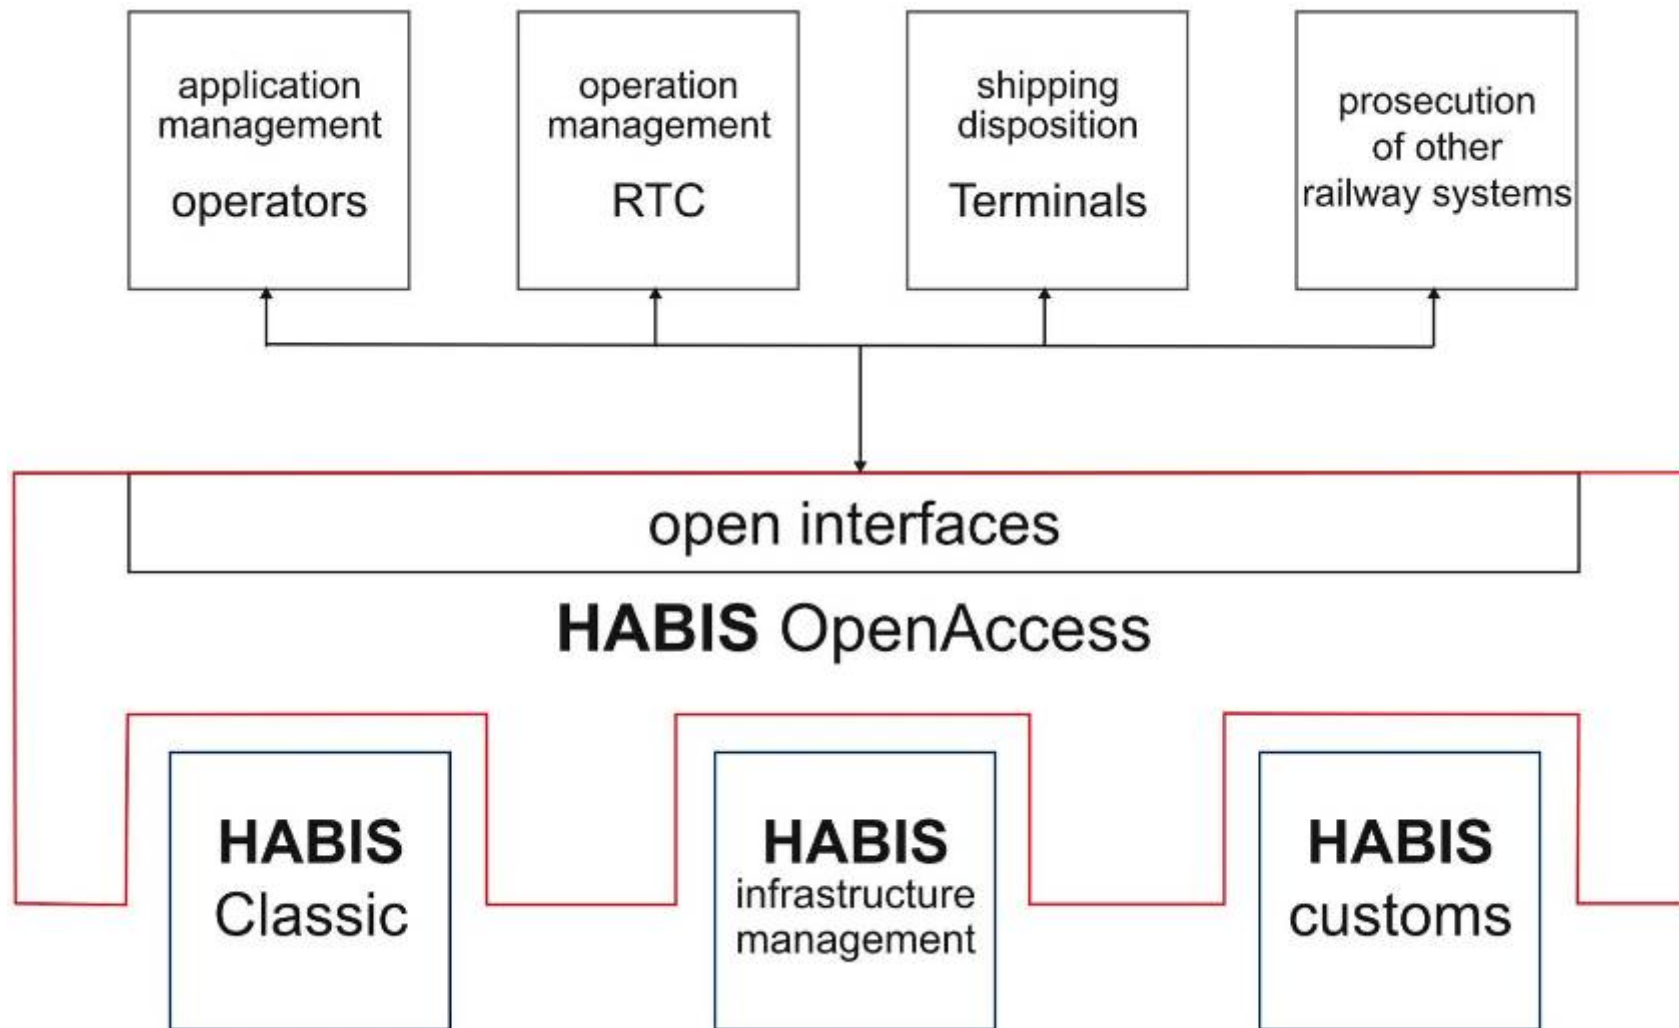 application
management
operators
operation
management
RTC
shipping
disposition
Terminals
prosecution
of other
railway systems
open interfaces
HABIS OpenAccess
HABIS
Classic
HABIS
infrastructure
management
HABIS
customs